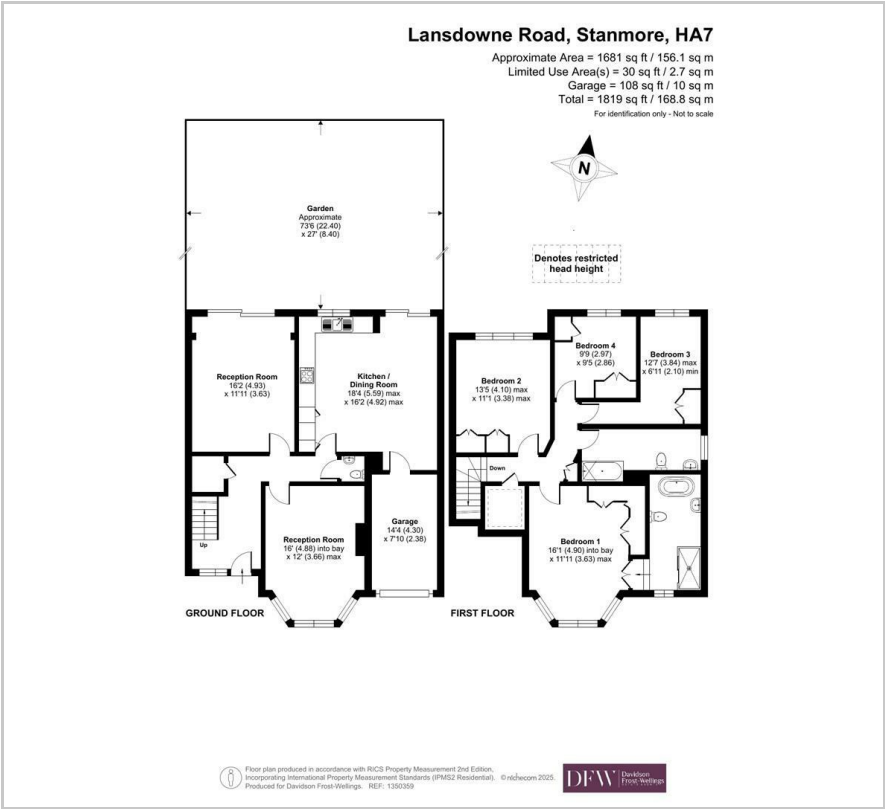 Lansdowne Road, Stanmore, HA7
Approximate Area = 1681 sq ft / 156.1 sq m
Limited Use Area(s) = 30 sq ft / 2.7 sq m
Garage = 108 sq ft / 10 sq m
Total = 1819 sq ft / 168.8 sq m
For identification only - Not to scale
N
Garden
Approximate
73'6 (22.40)
x 27' (8.40)
Denotes restricted
head height
Reception Room
16'2 (4.93)
x 11'11 (3.63)
Kitchen /
Dining Room
18'4 (5.59) max
x 16'2 (4.92) max
Bedroom 2
13'5 (4.10) max
x 11'1 (3.38) max
Bedroom 4
9'9 (2.97)
x 9'5 (2.86)
Bedroom 3
12'7 (3.84) max
x 6'11 (2.10) min
Down
Up
Reception Room
16' (4.88) into bay
x 12' (3.66) max
Garage
14'4 (4.30)
x 7'10 (2.38)
Bedroom 1
16'1 (4.90) into bay
x 11'11 (3.63) max
GROUND FLOOR
FIRST FLOOR
Floor plan produced in accordance with RICS Property Measurement 2nd Edition,
Incorporating International Property Measurement Standards (IPMS2 Residential). © nichecom 2025.
Produced for Davidson Frost-Wellings. REF: 1350359
DFW
Davidson
Frost-Wellings